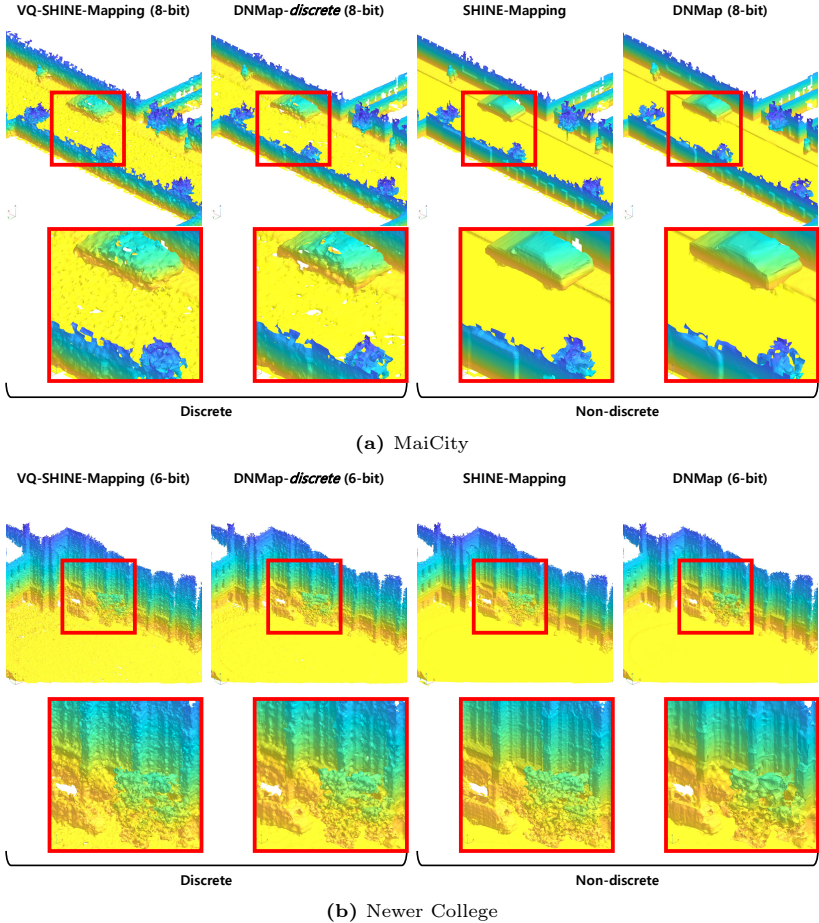 VQ-SHINE-Mapping (8-bit) DNMap-discrete (8-bit) SHINE-Mapping DNMap (8-bit)
Discrete Non-discrete
(a) MaiCity
VQ-SHINE-Mapping (6-bit) DNMap-discrete (6-bit) SHINE-Mapping DNMap (6-bit)
Discrete Non-discrete
(b) Newer College